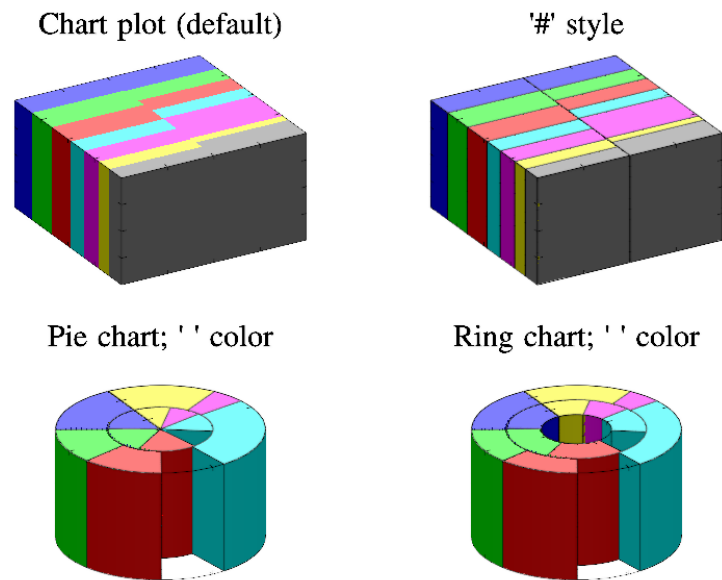 Chart plot (default)
'#' style
Pie chart; ' ' color
Ring chart; ' ' color